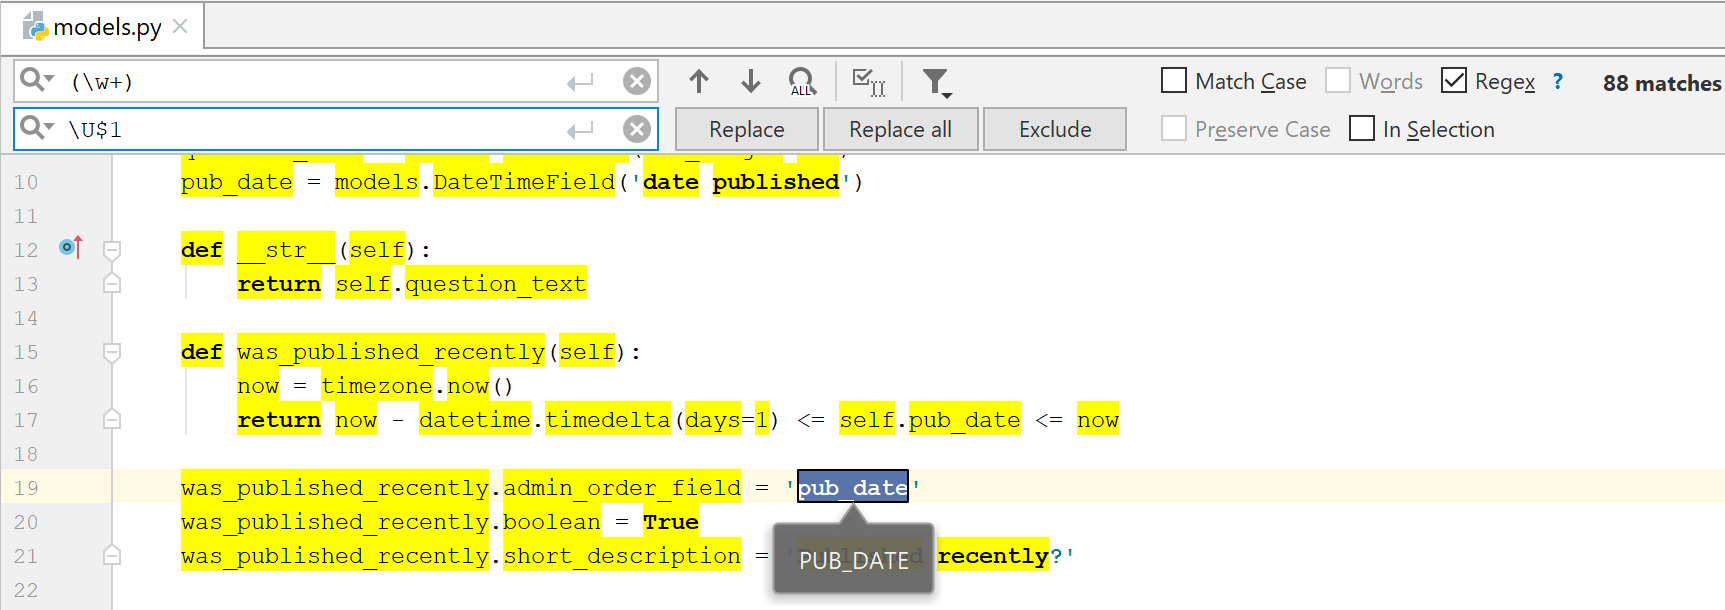 models.py
(\w+)
ALL
Match Case
Words
Regex ?
88 matches
\U$1
Replace
Replace all
Exclude
Preserve Case
In Selection
10 pub_date = models.DateTimeField('date published')
11
12 def __str__(self):
13 return self.question_text
14
15 def was_published_recently(self):
16 now = timezone.now()
17 return now - datetime.timedelta(days=1) <= self.pub_date <= now
18
19 was_published_recently.admin_order_field = 'pub_date'
20 was_published_recently.boolean = True
21 was_published_recently.short_description = ' recently?'
PUB_DATE
22